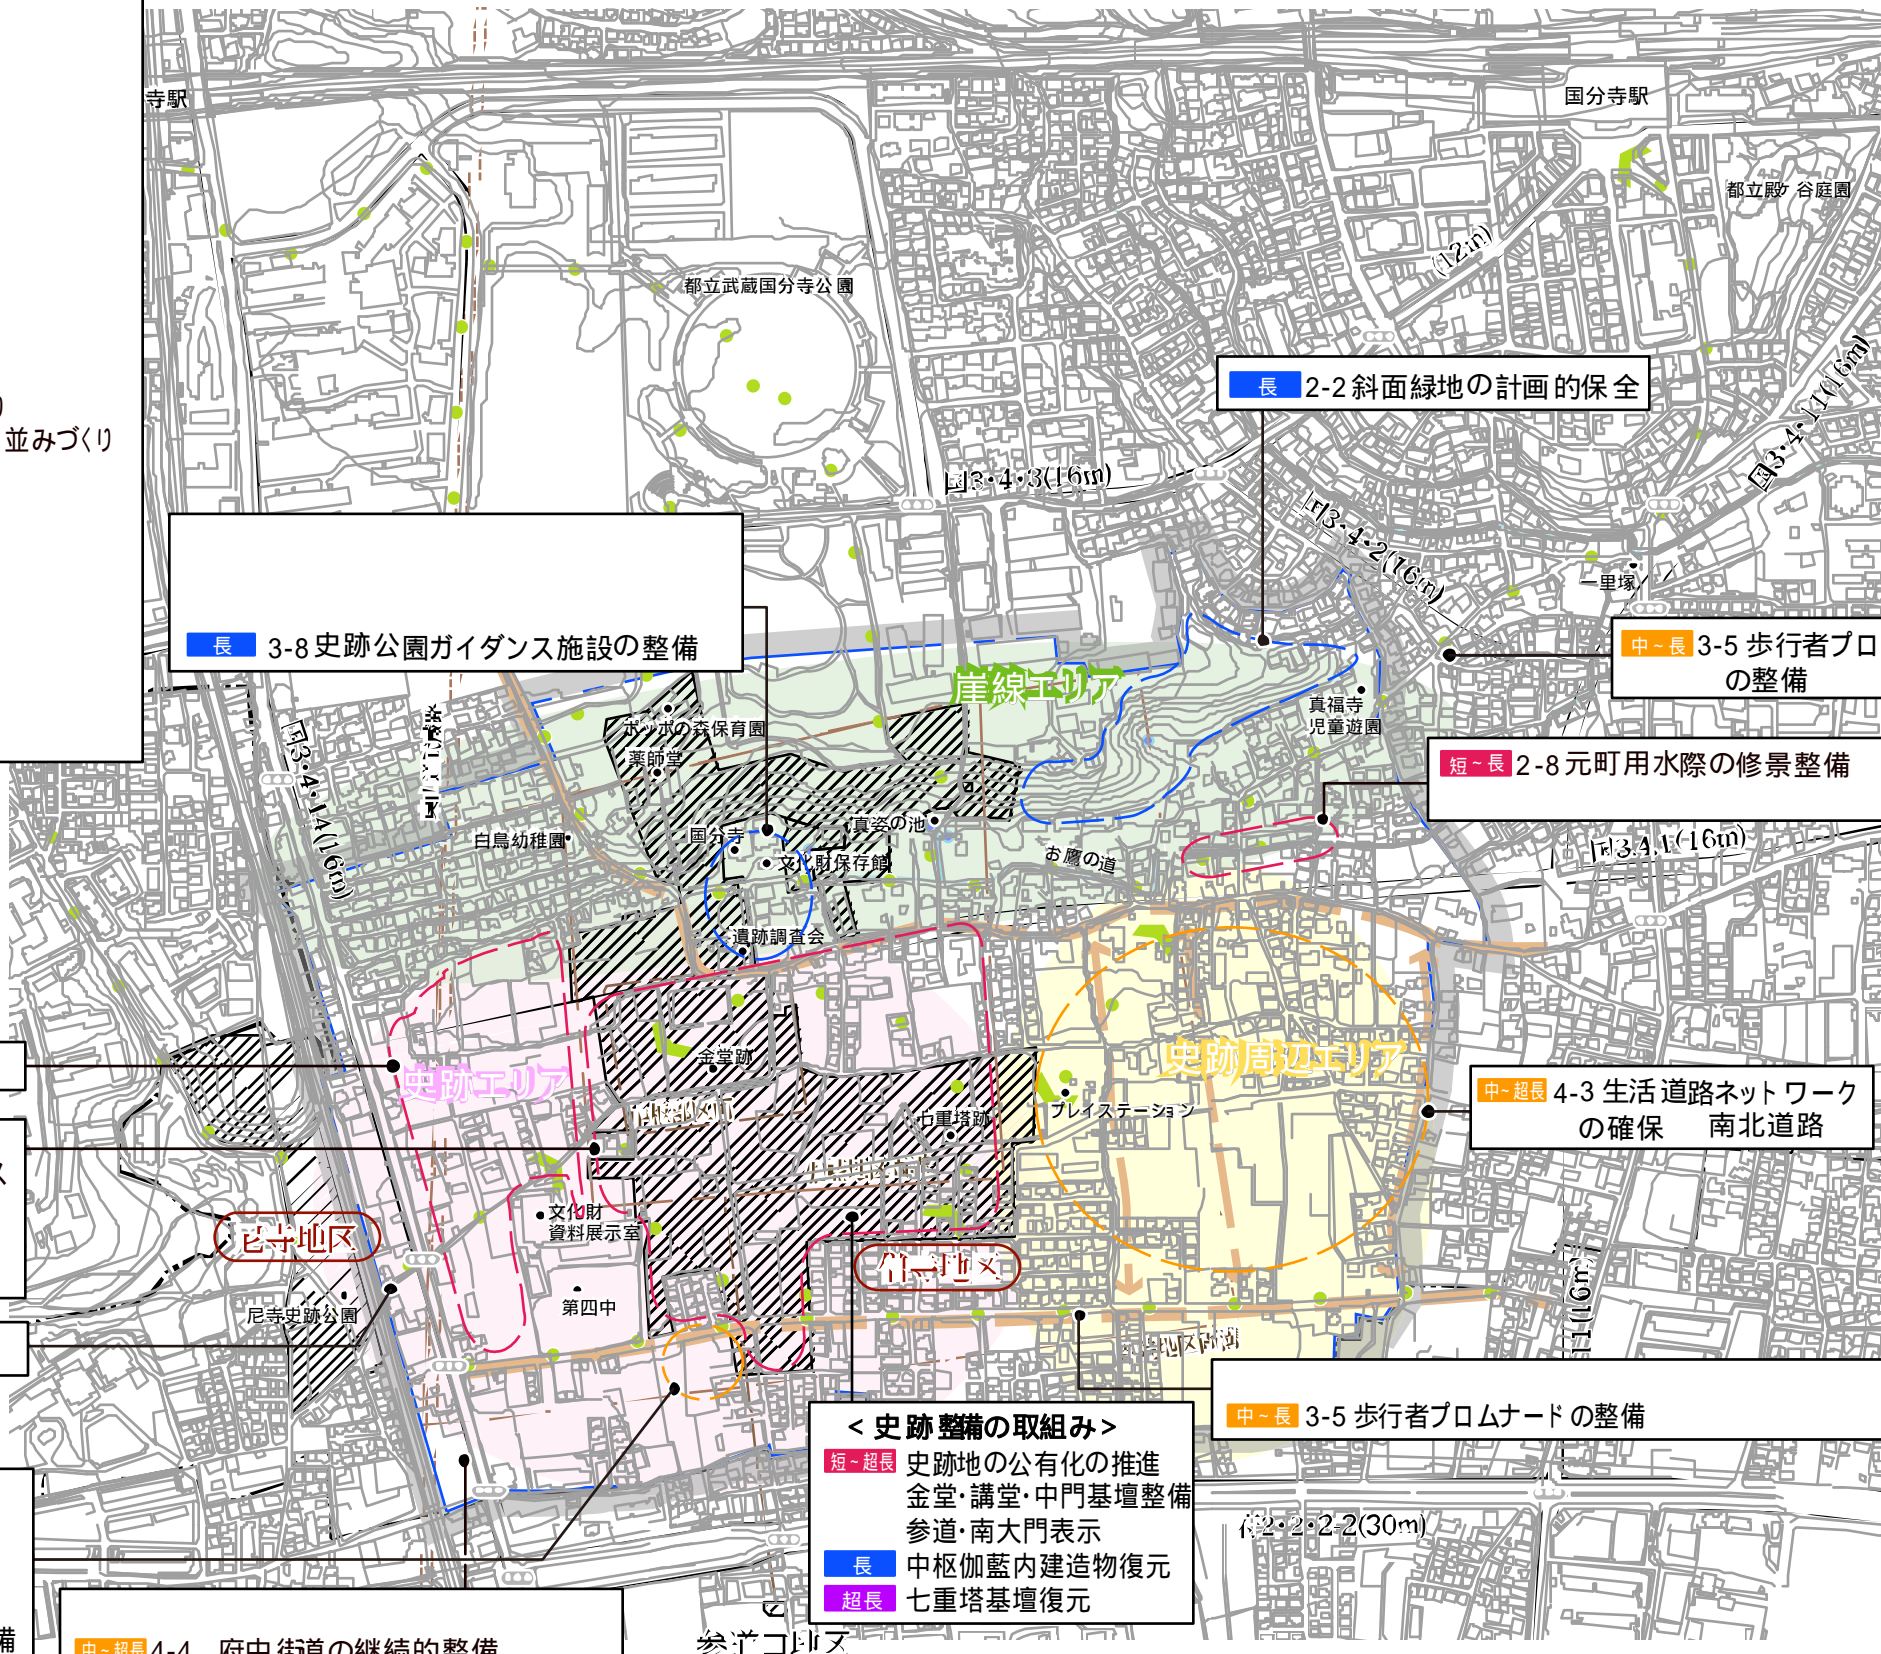 寺駅
国分寺駅
都立殿ケ谷庭園
(12m)
都立武蔵国分寺公園
国3・4・11(16m)
長 2-2 斜面緑地の計画的保全
並みづくり
国3・4・3(16m)
国3・4・2(16m)
一里塚
長 3-8 史跡公園ガイダンス施設の整備
中~長 3-5 歩行者プロ
の整備
崖線エリア
真福寺
児童遊園
ポッポの森保育園
薬師堂
国3・4・14(16m)
短~長 2-8 元町用水際の修景整備
白鳥幼稚園
国分寺
真姿の池
文化財保存館
お鷹の道
国3.4.1(16m)
遺跡調査会
金堂跡
史跡エリア
史跡周辺エリア
中~超長 4-3 生活道路ネットワーク
の確保 南北道路
プレイステーション
七重塔跡
文化財
資料展示室
第四中
尼寺史跡公園
中~長 3-5 歩行者プロムナードの整備
<史跡整備の取組み>
短~超長 史跡地の公有化の推進
金堂・講堂・中門基壇整備
参道・南大門表示
長 中枢伽藍内建造物復元
超長 七重塔基壇復元
備
中~超長 4-4 府中街道の継続的整備